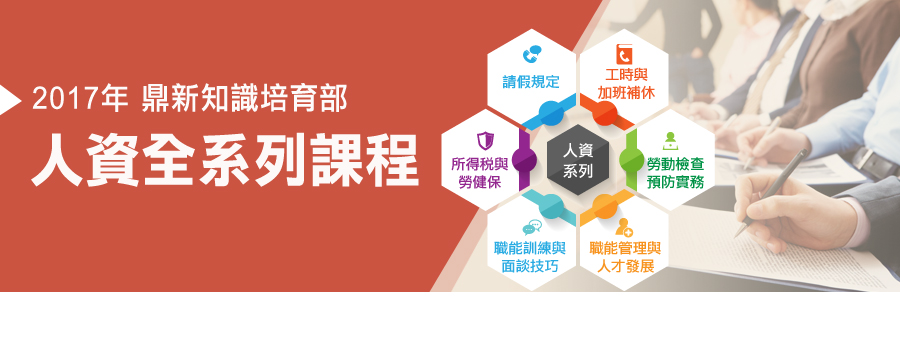 2017年 鼎新知識培育部
人資全系列課程
請假規定
工時與
加班補休
所得税與
勞健保
人資
系列
勞動檢查
預防實務
職能訓練與
面談技巧
職能管理與
人才發展